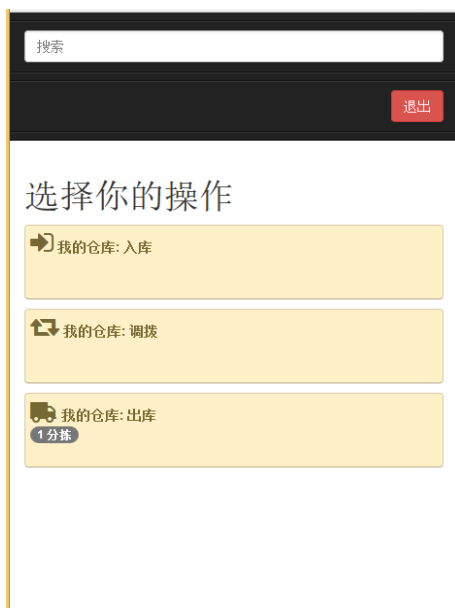 搜索
退出
选择你的操作
我的仓库: 入库
我的仓库: 调拨
我的仓库: 出库
1 分拣